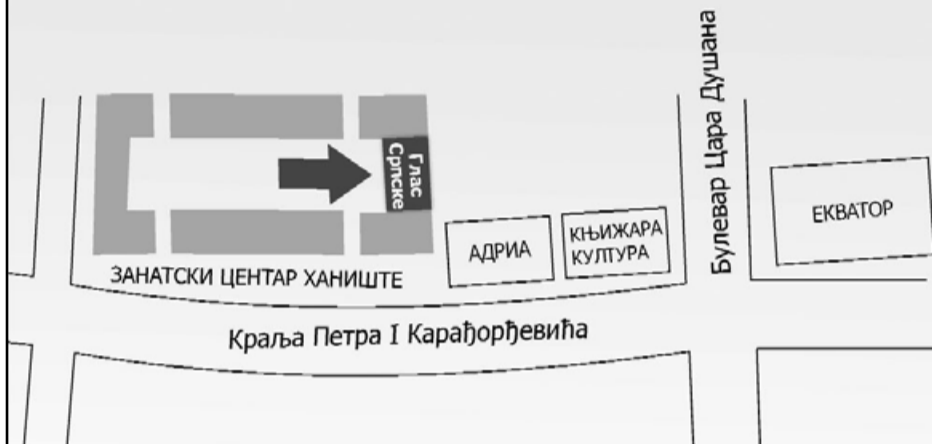 Булевар Цара Душана
Глас
Српске
ЕКВАТОР
КЊИЖАРА
КУЛТУРА
АДРИА
ЗАНАТСКИ ЦЕНТАР ХАНИШТЕ
Краља Петра I Карађорђевића